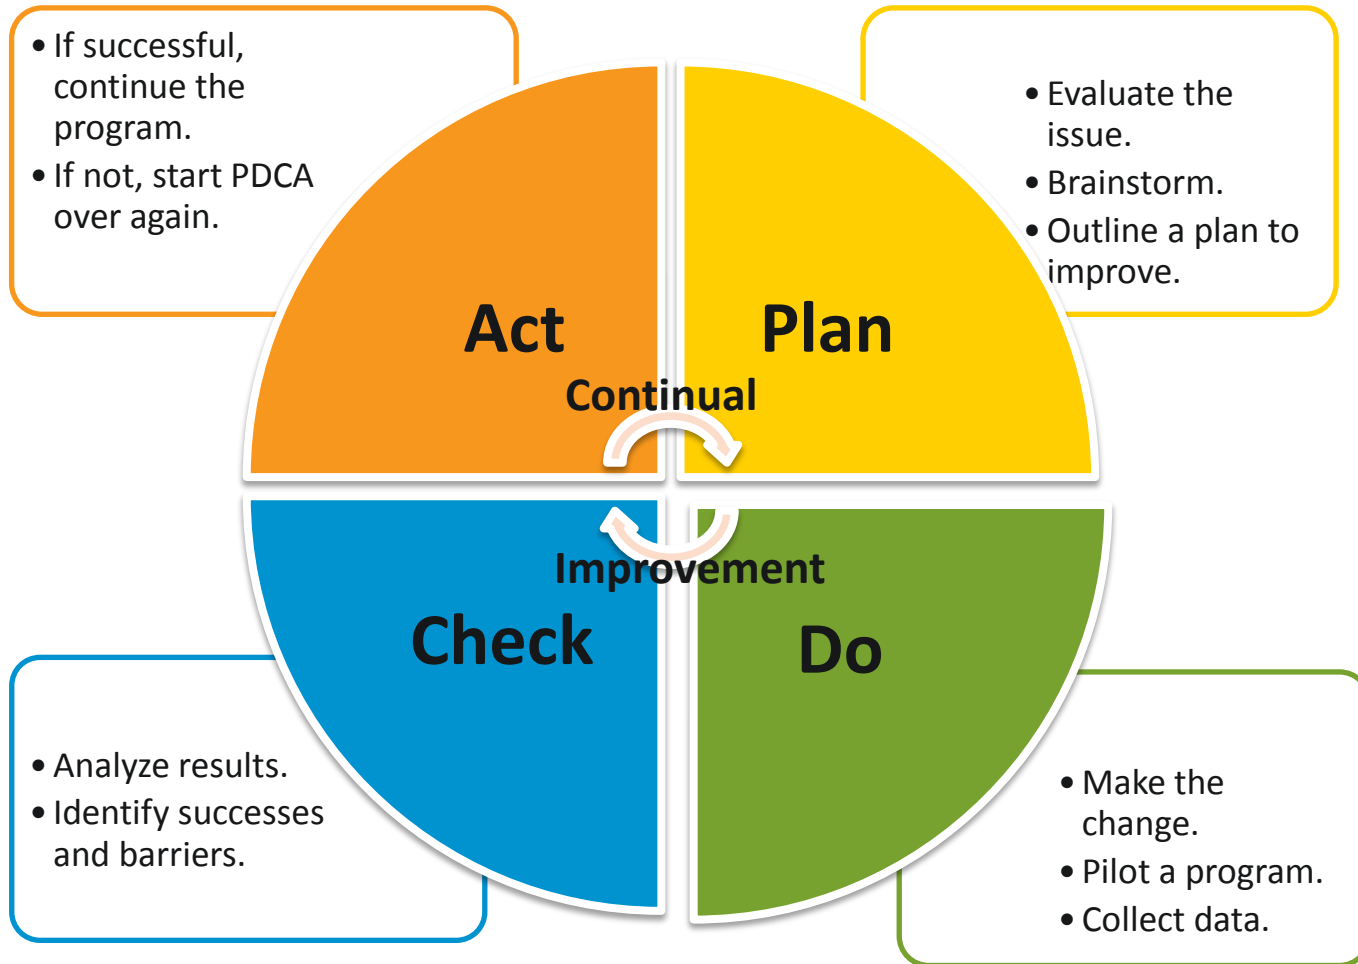 • If successful,
continue the
program.
• If not, start PDCA
over again.
• Evaluate the
issue.
• Brainstorm.
• Outline a plan to
improve.
Act
Plan
Continual
Improvement
Check
Do
• Analyze results.
• Identify successes
and barriers.
• Make the
change.
• Pilot a program.
• Collect data.